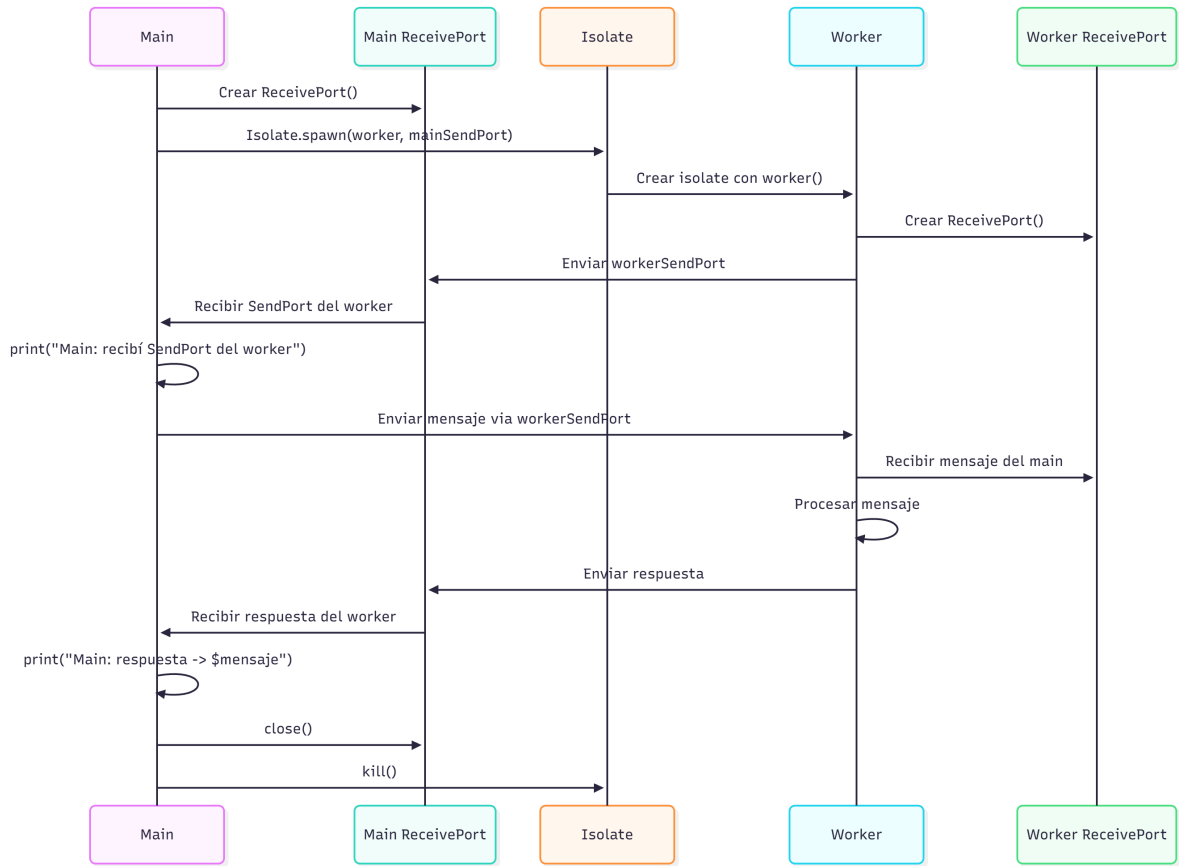 Main
Main ReceivePort
Isolate
Worker
Worker ReceivePort
Crear ReceivePort()
Isolate.spawn(worker, mainSendPort)
Crear isolate con worker()
Crear ReceivePort()
Enviar workerSendPort
Recibir SendPort del worker
print("Main: recibí SendPort del worker")
Enviar mensaje via workerSendPort
Recibir mensaje del main
Procesar mensaje
Enviar respuesta
Recibir respuesta del worker
print("Main: respuesta -> $mensaje")
close()
kill()
Main
Main ReceivePort
Isolate
Worker
Worker ReceivePort